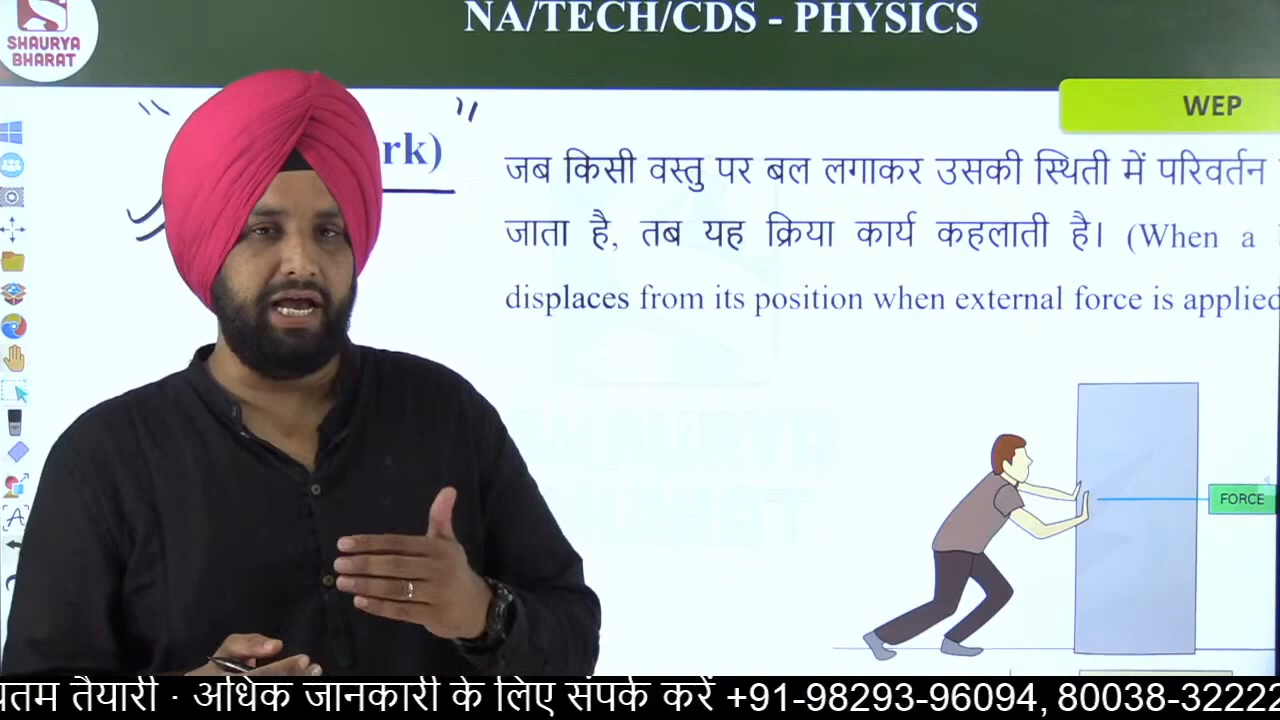 NA/TECH/CDS - PHYSICS
SHAURYA
BHARAT
WEP
rk)
जब किसी वस्तु पर बल लगाकर उसकी स्थिती में परिवर्तन
जाता है, तब यह क्रिया कार्य कहलाती है। (When a
displaces from its position when external force is applied
FORCE
तैयारी · अधिक जानकारी के लिए संपर्क करें +91-98293-96094, 80038-32222